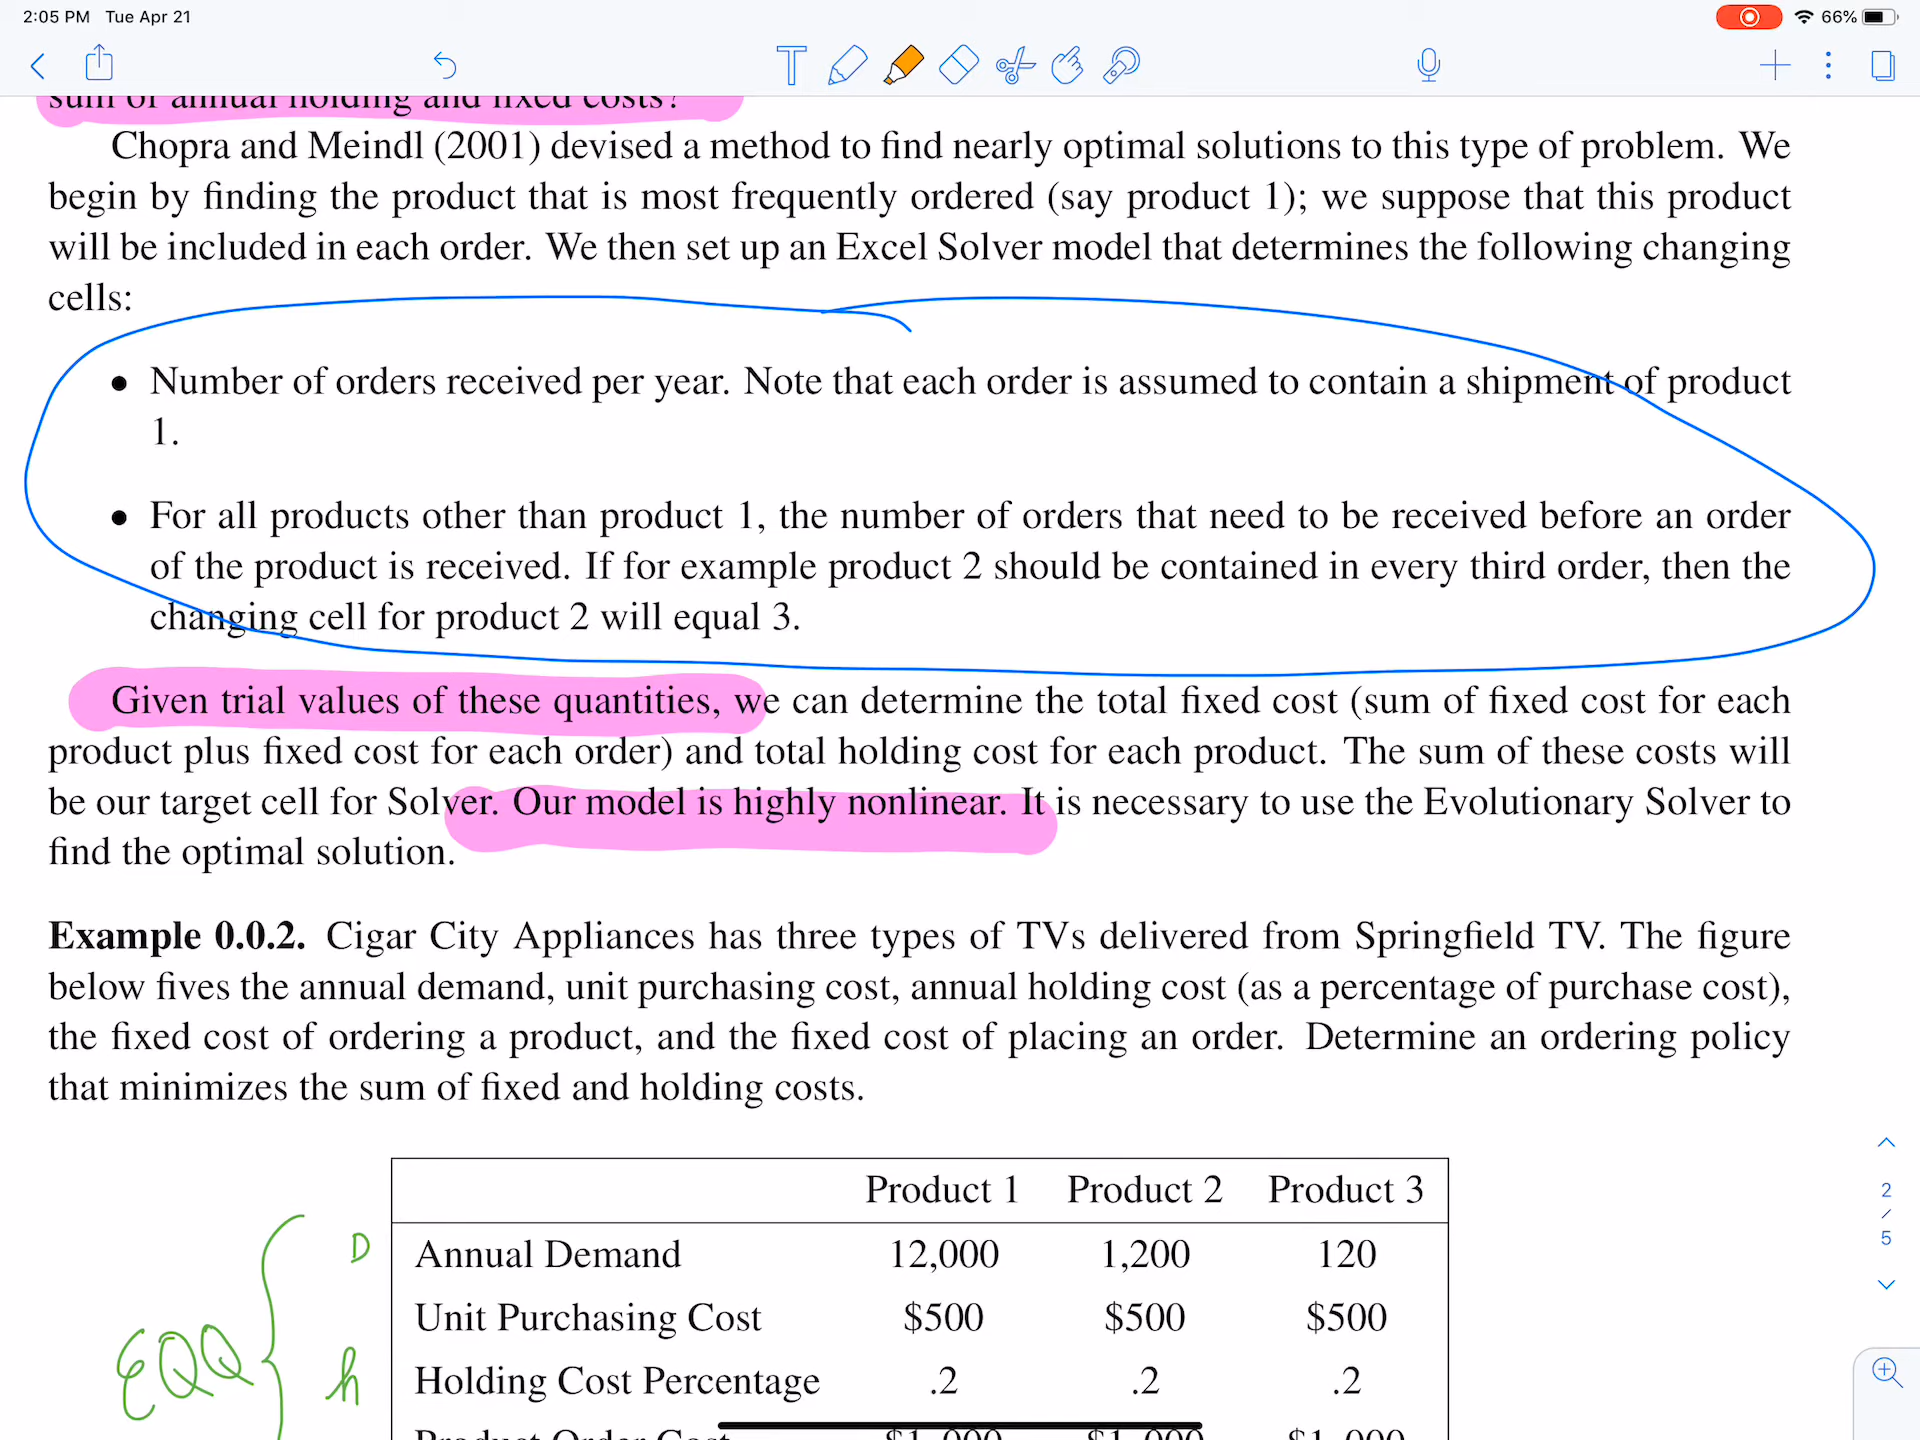 2:05 PM Tue Apr 21
66%
sum of annual holding and fixed costs?
Chopra and Meindl (2001) devised a method to find nearly optimal solutions to this type of problem. We
begin by finding the product that is most frequently ordered (say product 1); we suppose that this product
will be included in each order. We then set up an Excel Solver model that determines the following changing
cells:
• Number of orders received per year. Note that each order is assumed to contain a shipment of product
1.
• For all products other than product 1, the number of orders that need to be received before an order
of the product is received. If for example product 2 should be contained in every third order, then the
changing cell for product 2 will equal 3.
Given trial values of these quantities, we can determine the total fixed cost (sum of fixed cost for each
product plus fixed cost for each order) and total holding cost for each product. The sum of these costs will
be our target cell for Solver. Our model is highly nonlinear. It is necessary to use the Evolutionary Solver to
find the optimal solution.
Example 0.0.2. Cigar City Appliances has three types of TVs delivered from Springfield TV. The figure
below fives the annual demand, unit purchasing cost, annual holding cost (as a percentage of purchase cost),
the fixed cost of ordering a product, and the fixed cost of placing an order. Determine an ordering policy
that minimizes the sum of fixed and holding costs.
Product 1 Product 2 Product 3
D Annual Demand 12,000 1,200 120
Unit Purchasing Cost $500 $500 $500
EQQ h Holding Cost Percentage .2 .2 .2
Product Order Cost $1,000 $1,000 $1,000
2 / 5